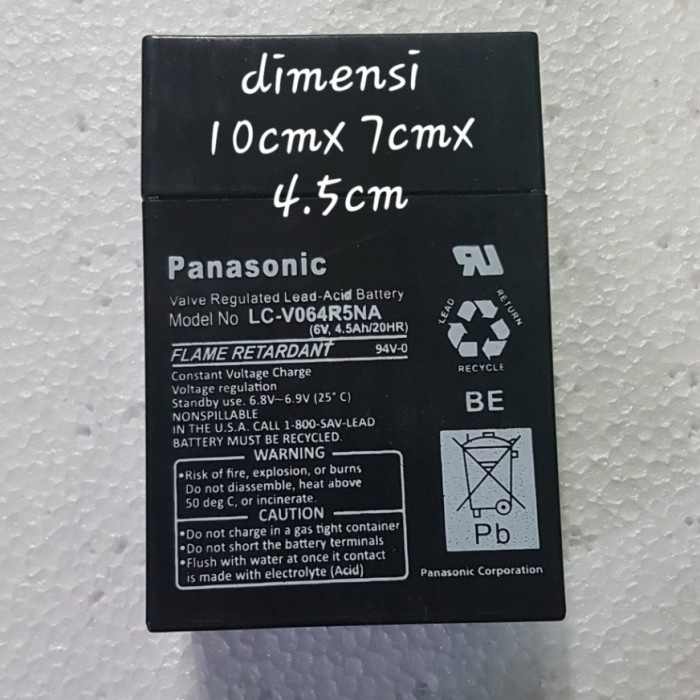 dimensi
10cmx 7cmx
4.5cm
Panasonic
Valve Regulated Lead-Acid Battery
Model No LC-V064R5NA
(6V, 4.5Ah/20HR)
FLAME RETARDANT 94V-0
Constant Voltage Charge
Voltage regulation
Standby use. 6.8V~6.9V (25° C)
NONSPILLABLE
IN THE U.S.A. CALL 1-800-SAV-LEAD
BATTERY MUST BE RECYCLED.
WARNING
•Risk of fire, explosion, or burns
Do not diassemble, heat above
50 deg C, or incinerate.
CAUTION
•Do not charge in a gas tight container
•Do not short the battery terminals
•Flush with water at once it contact
is made with electrolyte (Acid)
RU
LEAD RETURN
RECYCLE
BE
Pb
Panasonic Corporation